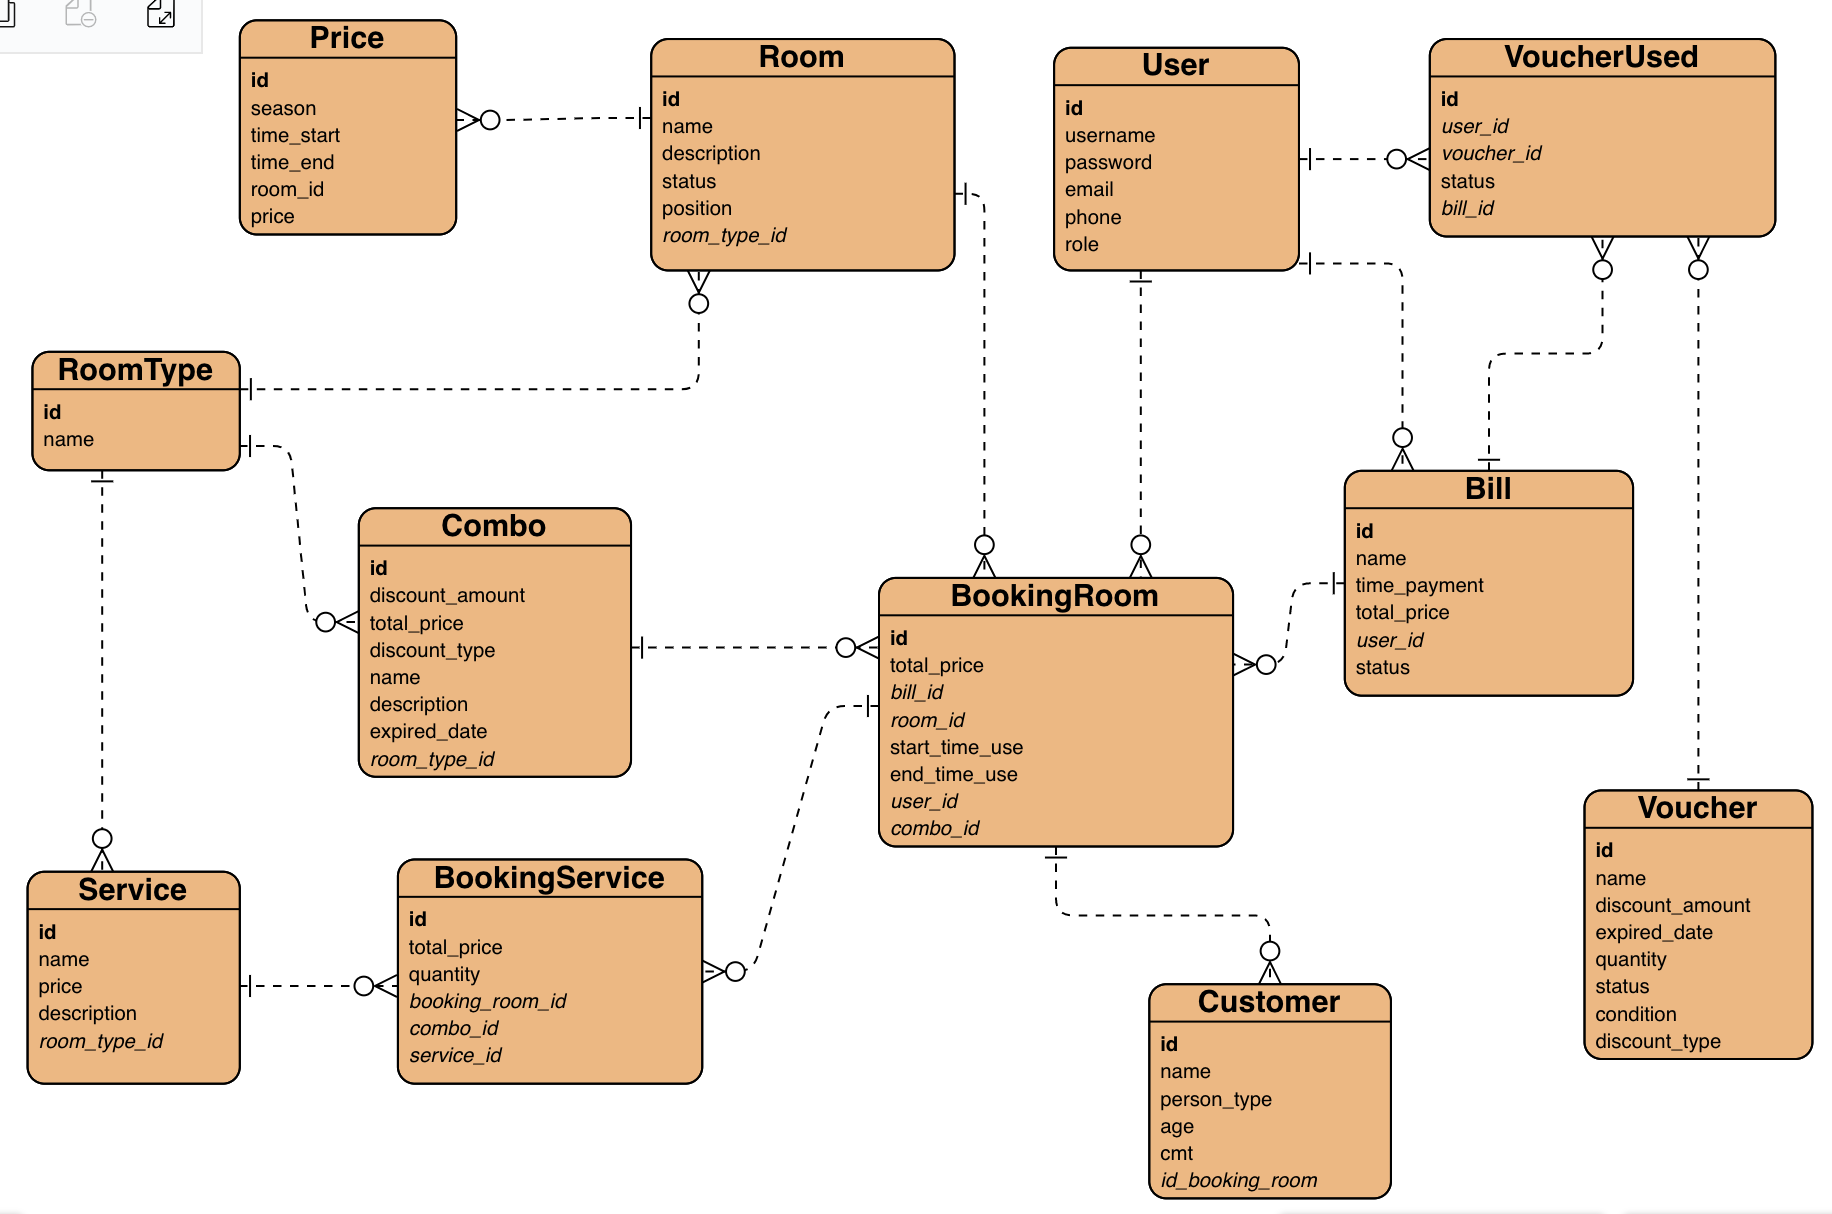 Price
id
season
time_start
time_end
room_id
price
Room
id
name
description
status
position
room_type_id
User
id
username
password
email
phone
role
VoucherUsed
id
user_id
voucher_id
status
bill_id
RoomType
id
name
Combo
id
discount_amount
total_price
discount_type
name
description
expired_date
room_type_id
BookingRoom
id
total_price
bill_id
room_id
start_time_use
end_time_use
user_id
combo_id
Bill
id
name
time_payment
total_price
user_id
status
Service
id
name
price
description
room_type_id
BookingService
id
total_price
quantity
booking_room_id
combo_id
service_id
Customer
id
name
person_type
age
cmt
id_booking_room
Voucher
id
name
discount_amount
expired_date
quantity
status
condition
discount_type